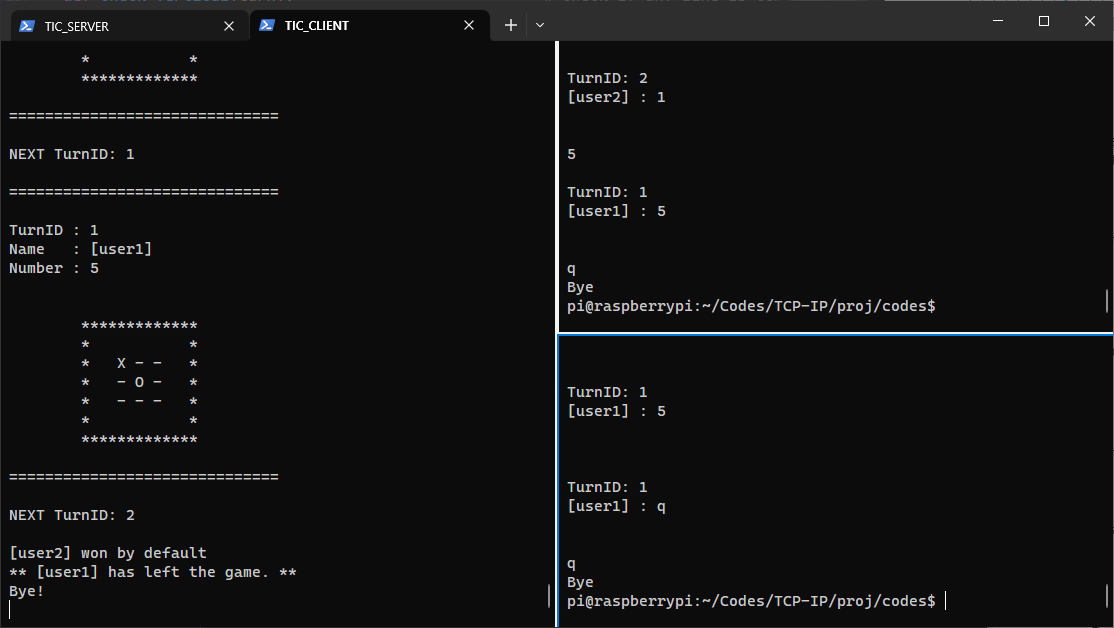 TIC_SERVER
TIC_CLIENT
* *
*************
==============================
NEXT TurnID: 1
==============================
TurnID : 1
Name : [user1]
Number : 5
*************
* *
* X - - *
* - O - *
* - - - *
* *
*************
==============================
NEXT TurnID: 2
[user2] won by default
** [user1] has left the game. **
Bye!
TurnID: 2
[user2] : 1
5
TurnID: 1
[user1] : 5
q
Bye
pi@raspberrypi:~/Codes/TCP-IP/proj/codes$
TurnID: 1
[user1] : 5
TurnID: 1
[user1] : q
q
Bye
pi@raspberrypi:~/Codes/TCP-IP/proj/codes$